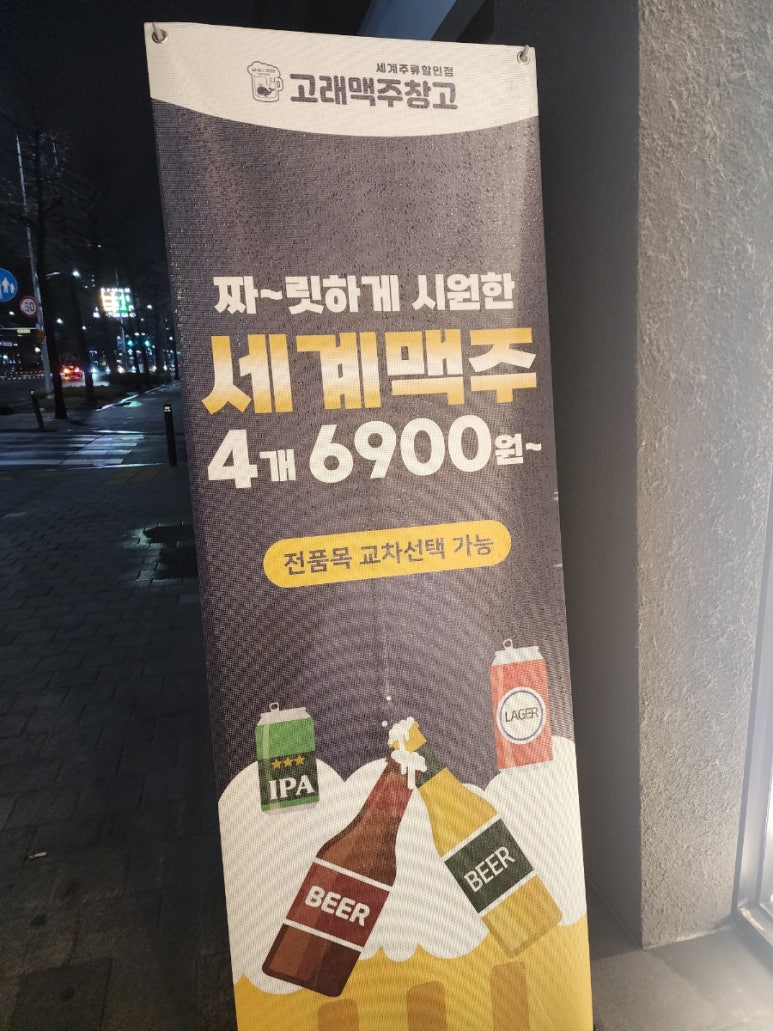 세계주류할인점
고래맥주창고
짜~릿하게 시원한
세계맥주
4개 6900원~
전품목 교차선택 가능
LAGER
IPA
BEER
BEER